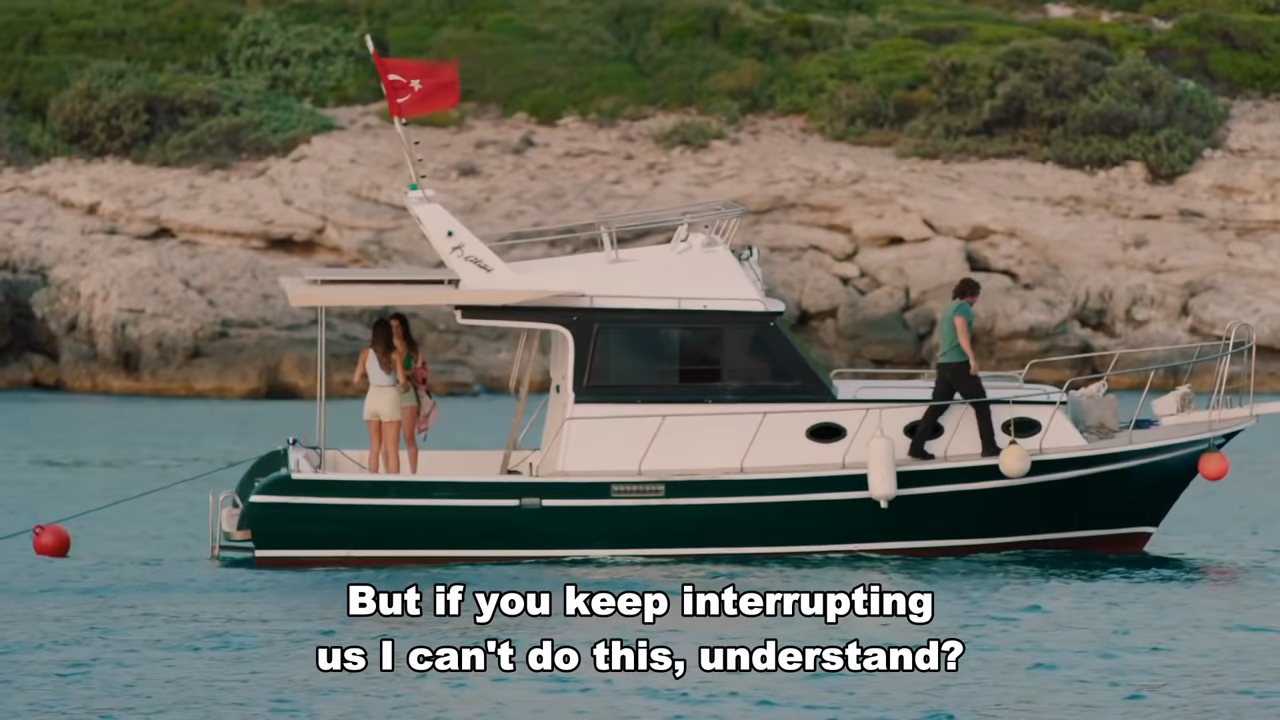 But if you keep interrupting
us I can't do this, understand?